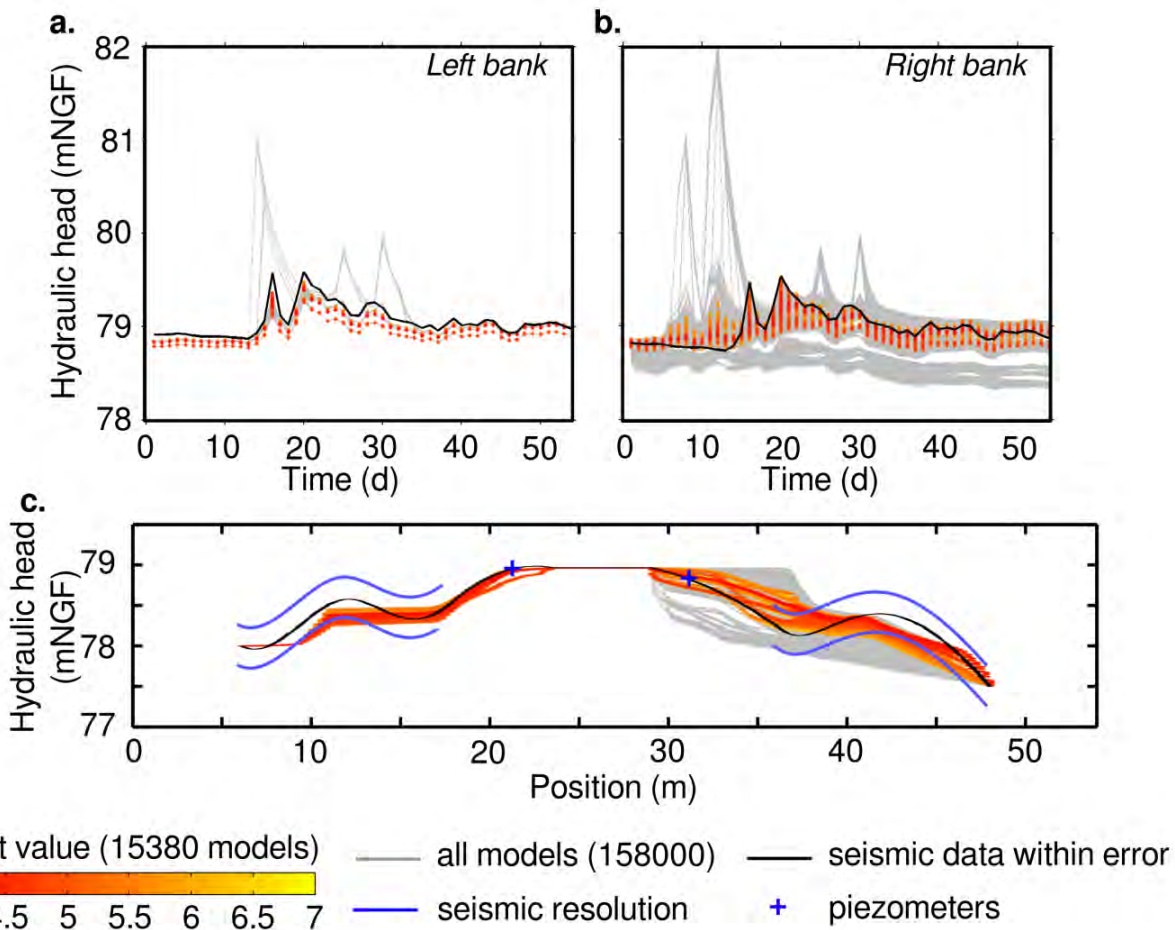 a.
b.
Left bank
Right bank
Hydraulic head (mNGF)
82
81
80
79
78
0 10 20 30 40 50
0 10 20 30 40 50
Time (d)
Time (d)
c.
Hydraulic head
(mNGF)
79
78
77
0 10 20 30 40 50
Position (m)
t value (15380 models)
.5 5 5.5 6 6.5 7
all models (158000)
seismic data within error
seismic resolution
piezometers